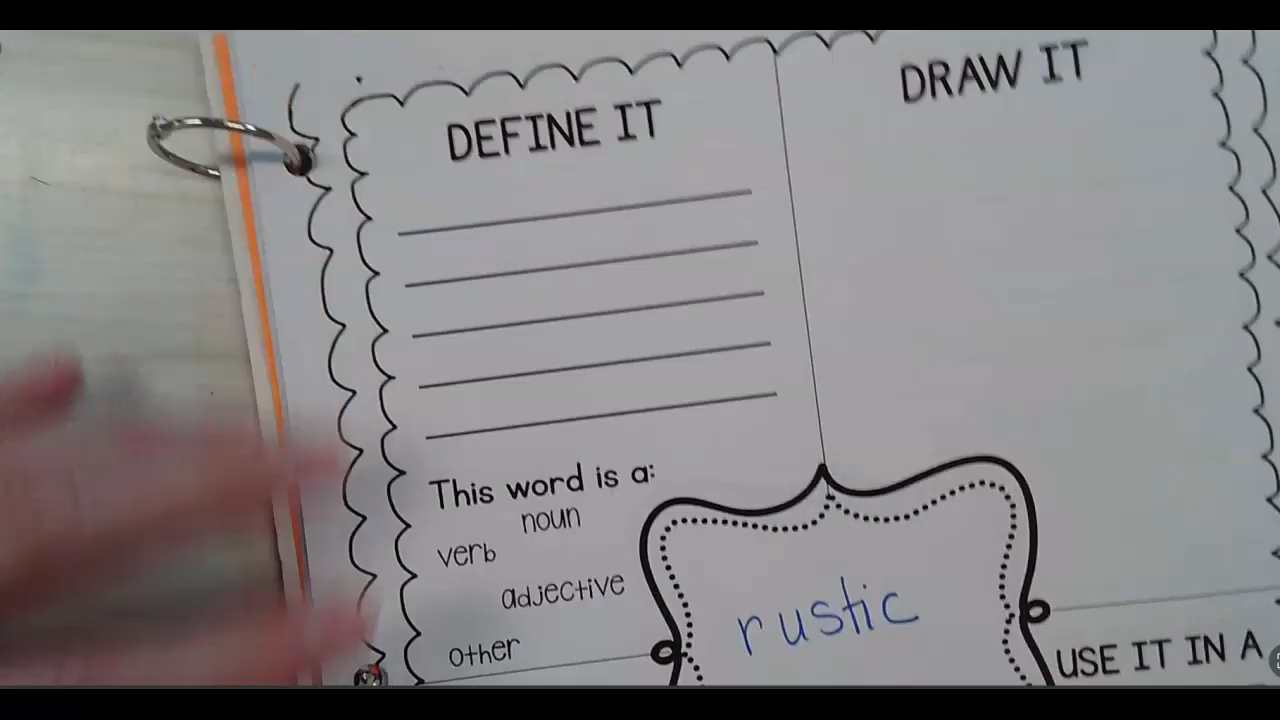 DEFINE IT
DRAW IT
This word is a:
noun
verb
adjective
other
rustic
USE IT IN A